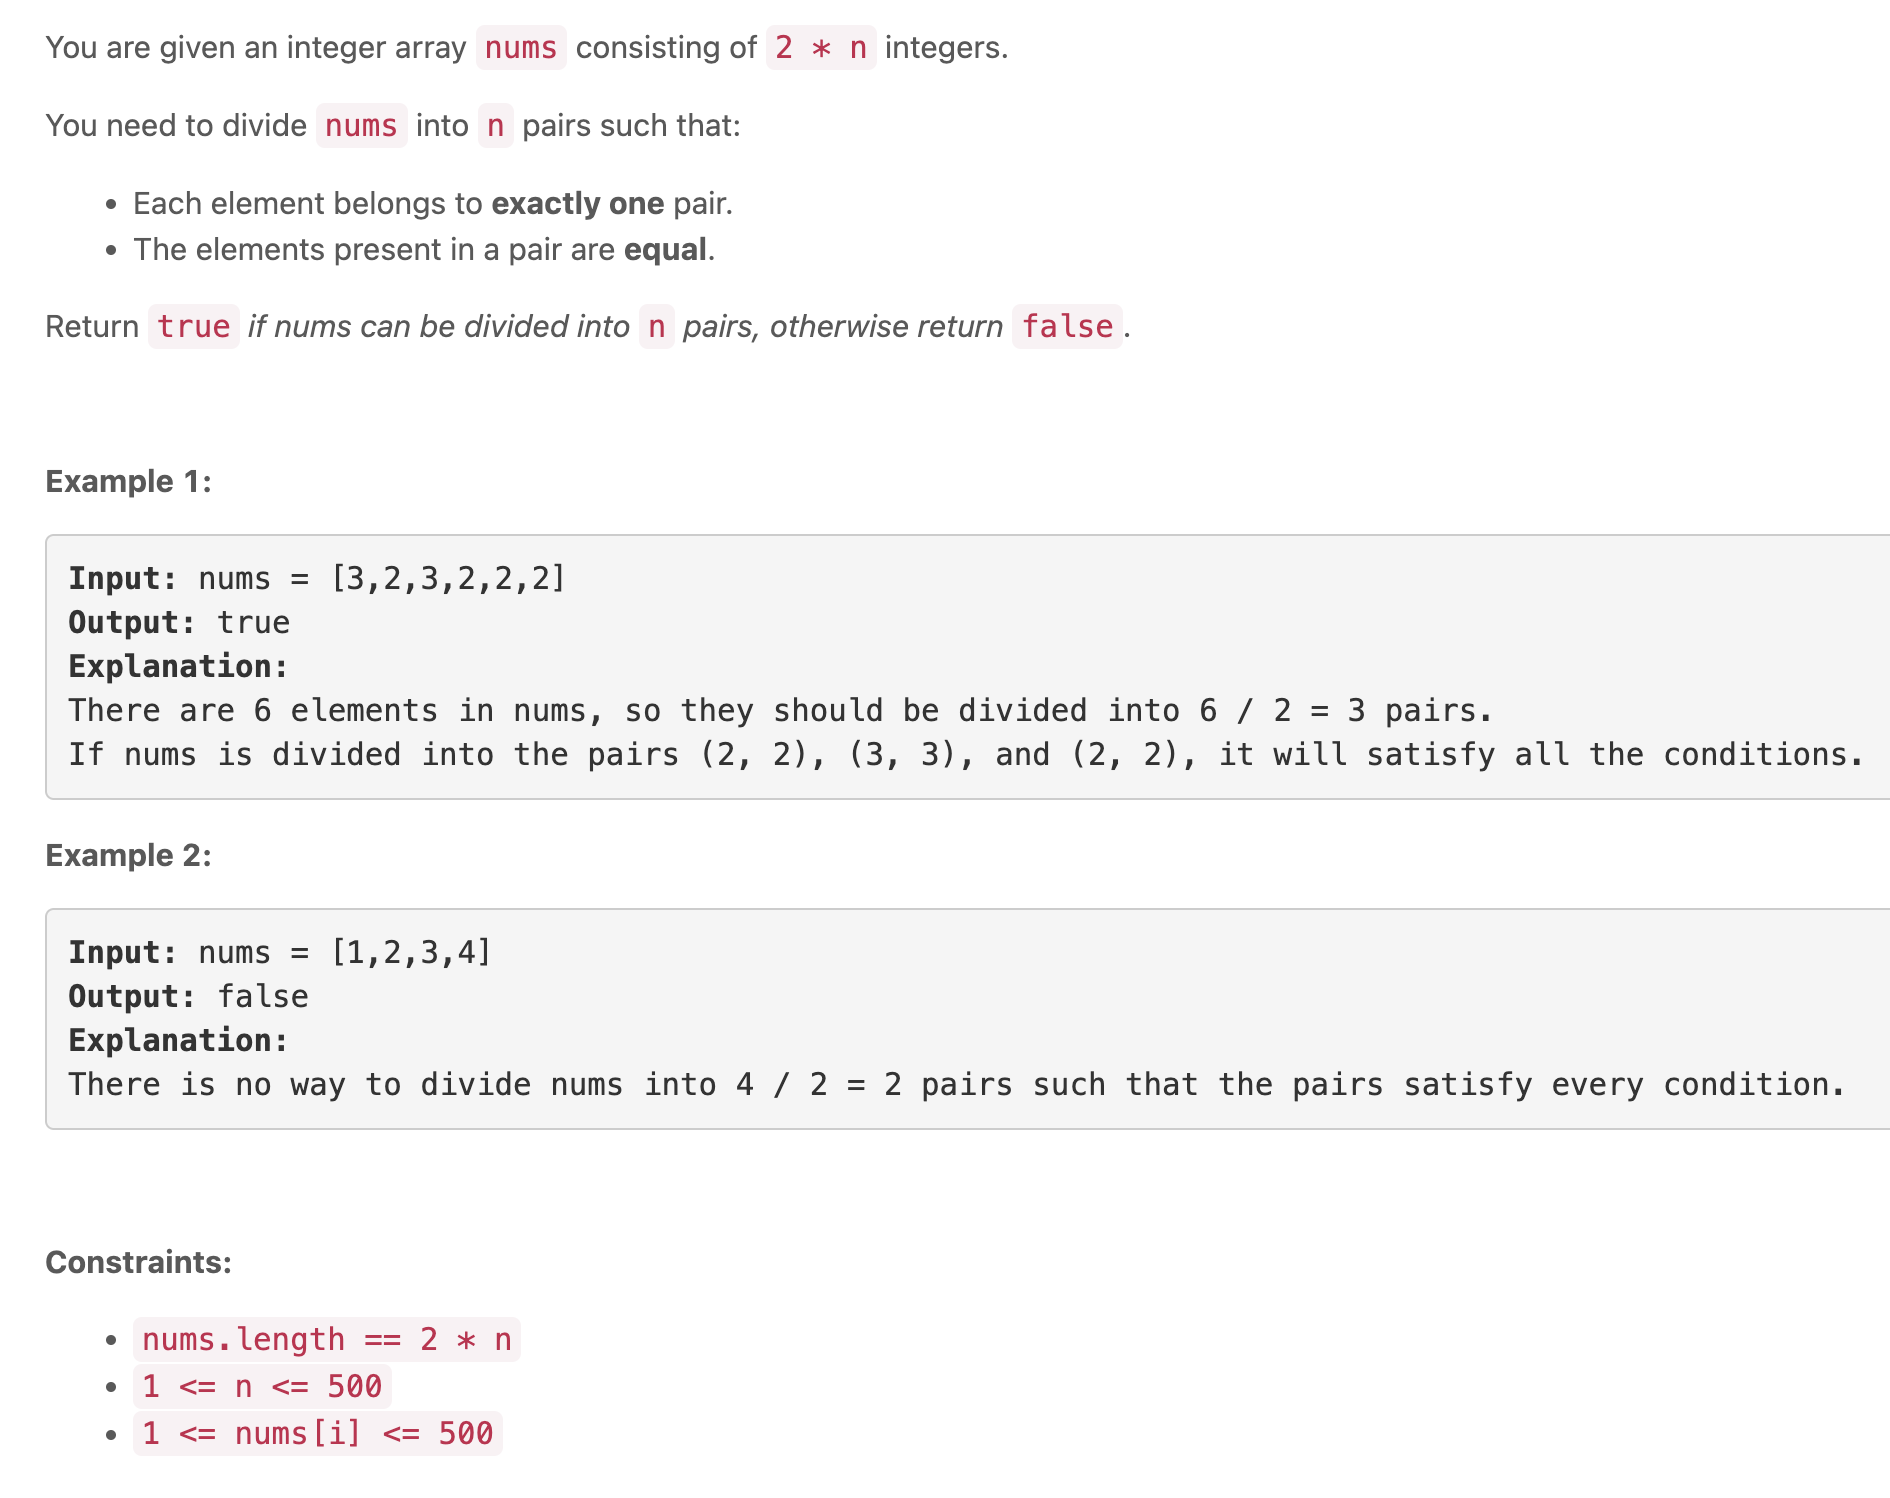 You are given an integer array nums consisting of 2 * n integers.
You need to divide nums into n pairs such that:
• Each element belongs to exactly one pair.
• The elements present in a pair are equal.
Return true if nums can be divided into n pairs, otherwise return false.
Example 1:
Input: nums = [3,2,3,2,2,2]
Output: true
Explanation:
There are 6 elements in nums, so they should be divided into 6 / 2 = 3 pairs.
If nums is divided into the pairs (2, 2), (3, 3), and (2, 2), it will satisfy all the conditions.
Example 2:
Input: nums = [1,2,3,4]
Output: false
Explanation:
There is no way to divide nums into 4 / 2 = 2 pairs such that the pairs satisfy every condition.
Constraints:
• nums.length == 2 * n
• 1 <= n <= 500
• 1 <= nums[i] <= 500